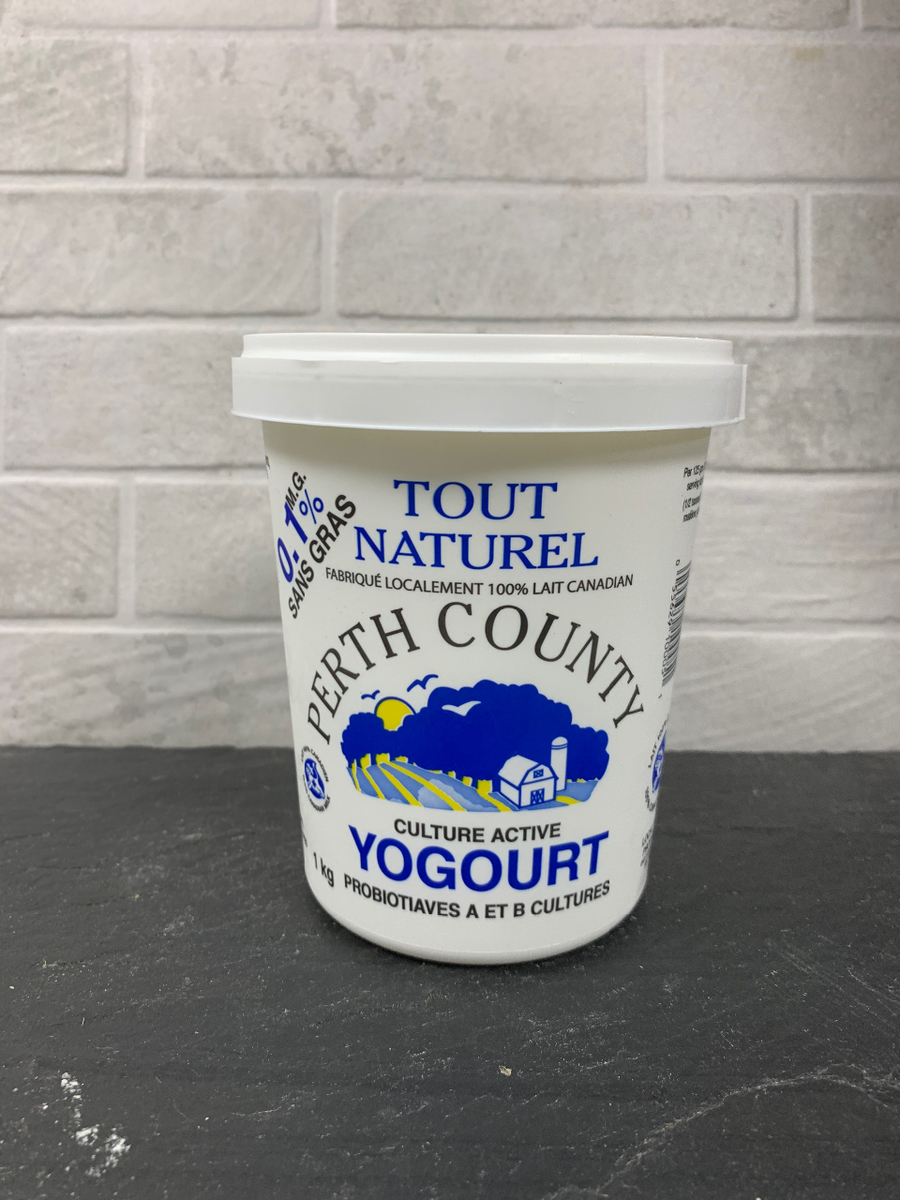 M.G.
0.1%
SANS GRAS
TOUT
NATUREL
FABRIQUÉ LOCALEMENT 100% LAIT CANADIAN
PERTH COUNTY
CULTURE ACTIVE
YOGOURT
1 kg
PROBIOTIAVES A ET B CULTURES